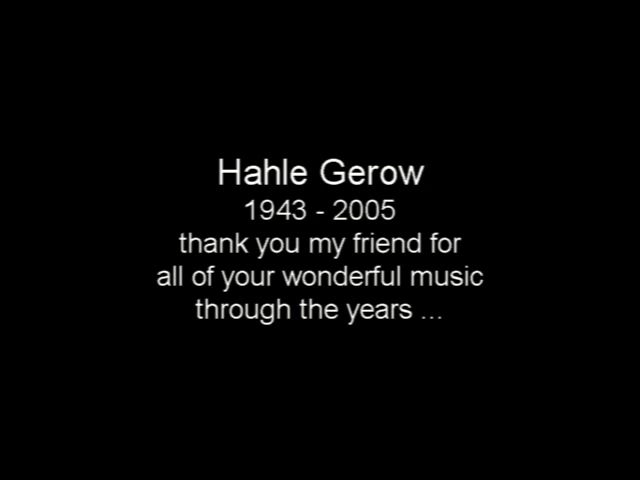 Hahle Gerow
1943 - 2005
thank you my friend for
all of your wonderful music
through the years ...